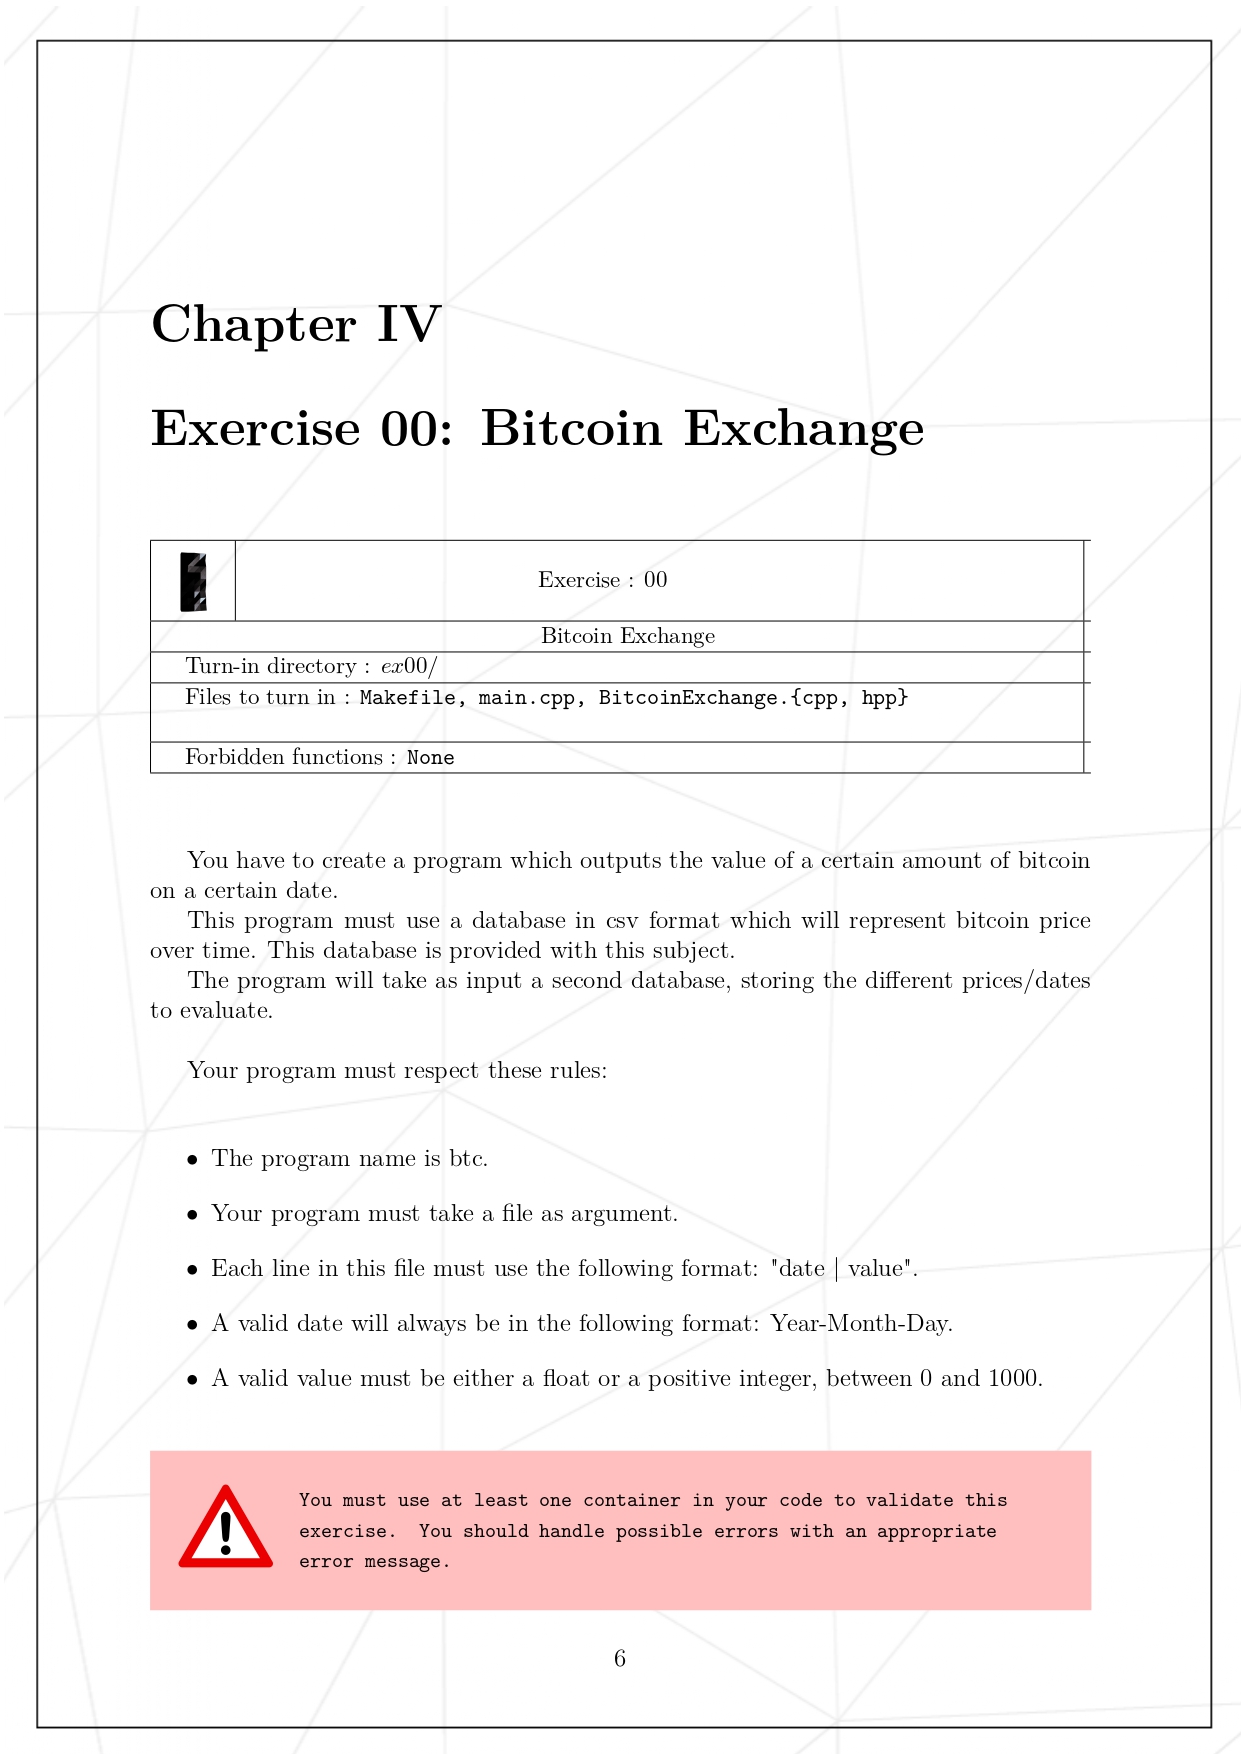 Chapter IV
Exercise 00: Bitcoin Exchange
Exercise : 00
Bitcoin Exchange
Turn-in directory : ex00/
Files to turn in : Makefile, main.cpp, BitcoinExchange.{cpp, hpp}
Forbidden functions : None
You have to create a program which outputs the value of a certain amount of bitcoin
on a certain date.
This program must use a database in csv format which will represent bitcoin price
over time. This database is provided with this subject.
The program will take as input a second database, storing the different prices/dates
to evaluate.
Your program must respect these rules:
• The program name is btc.
• Your program must take a file as argument.
• Each line in this file must use the following format: "date | value".
• A valid date will always be in the following format: Year-Month-Day.
• A valid value must be either a float or a positive integer, between 0 and 1000.
You must use at least one container in your code to validate this
exercise. You should handle possible errors with an appropriate
error message.
6